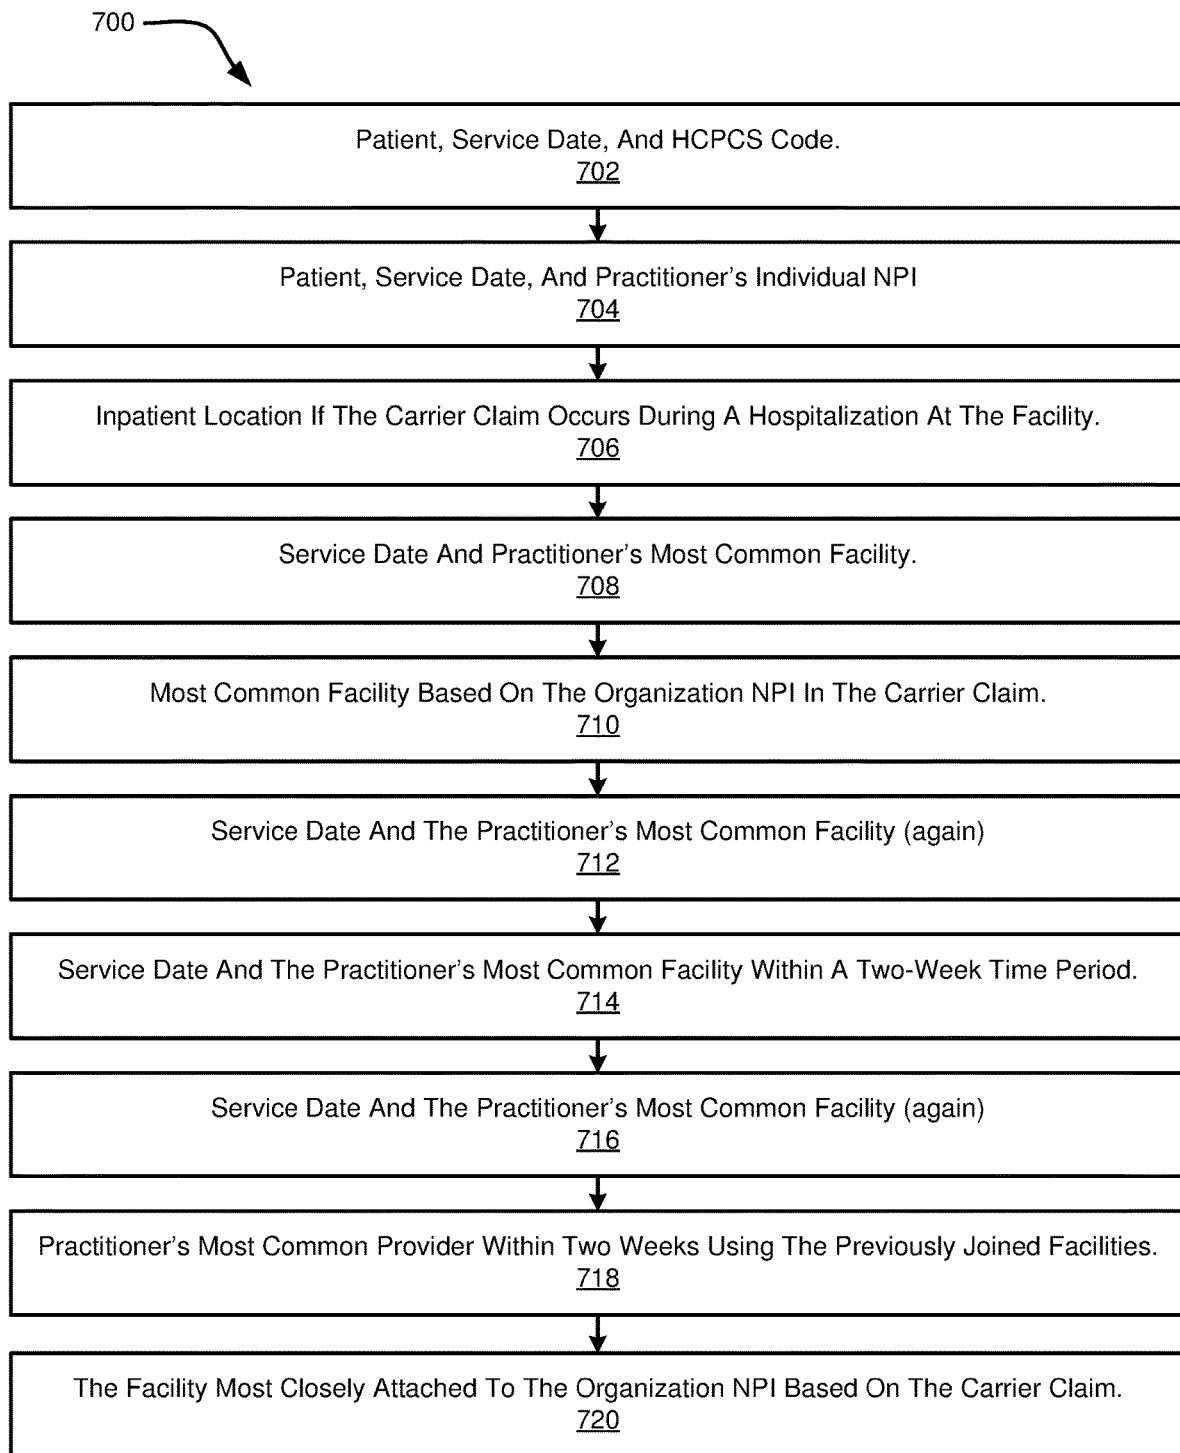 700
Patient, Service Date, And HCPCS Code.
702
Patient, Service Date, And Practitioner's Individual NPI
704
Inpatient Location If The Carrier Claim Occurs During A Hospitalization At The Facility.
706
Service Date And Practitioner's Most Common Facility.
708
Most Common Facility Based On The Organization NPI In The Carrier Claim.
710
Service Date And The Practitioner's Most Common Facility (again)
712
Service Date And The Practitioner's Most Common Facility Within A Two-Week Time Period.
714
Service Date And The Practitioner's Most Common Facility (again)
716
Practitioner's Most Common Provider Within Two Weeks Using The Previously Joined Facilities.
718
The Facility Most Closely Attached To The Organization NPI Based On The Carrier Claim.
720